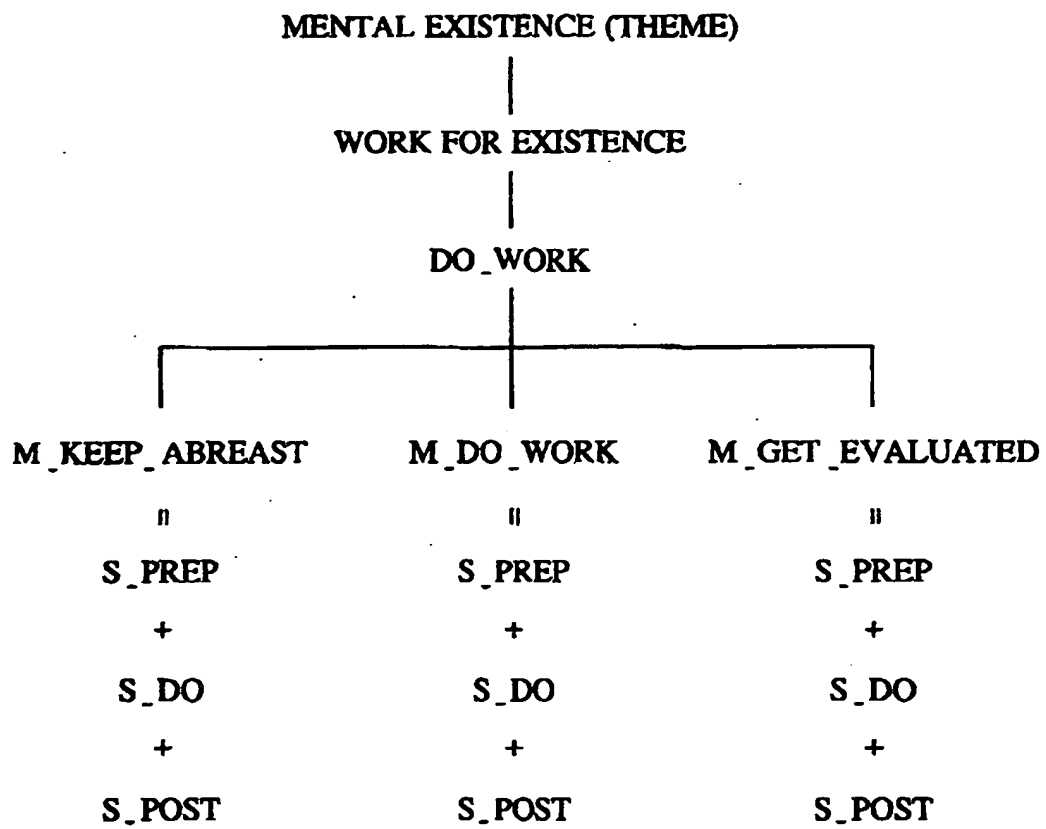 MENTAL EXISTENCE (THEME)
WORK FOR EXISTENCE
DO_WORK
M_KEEP_ABREAST M_DO_WORK M_GET_EVALUATED
= = =
S_PREP S_PREP S_PREP
+ + +
S_DO S_DO S_DO
+ + +
S_POST S_POST S_POST